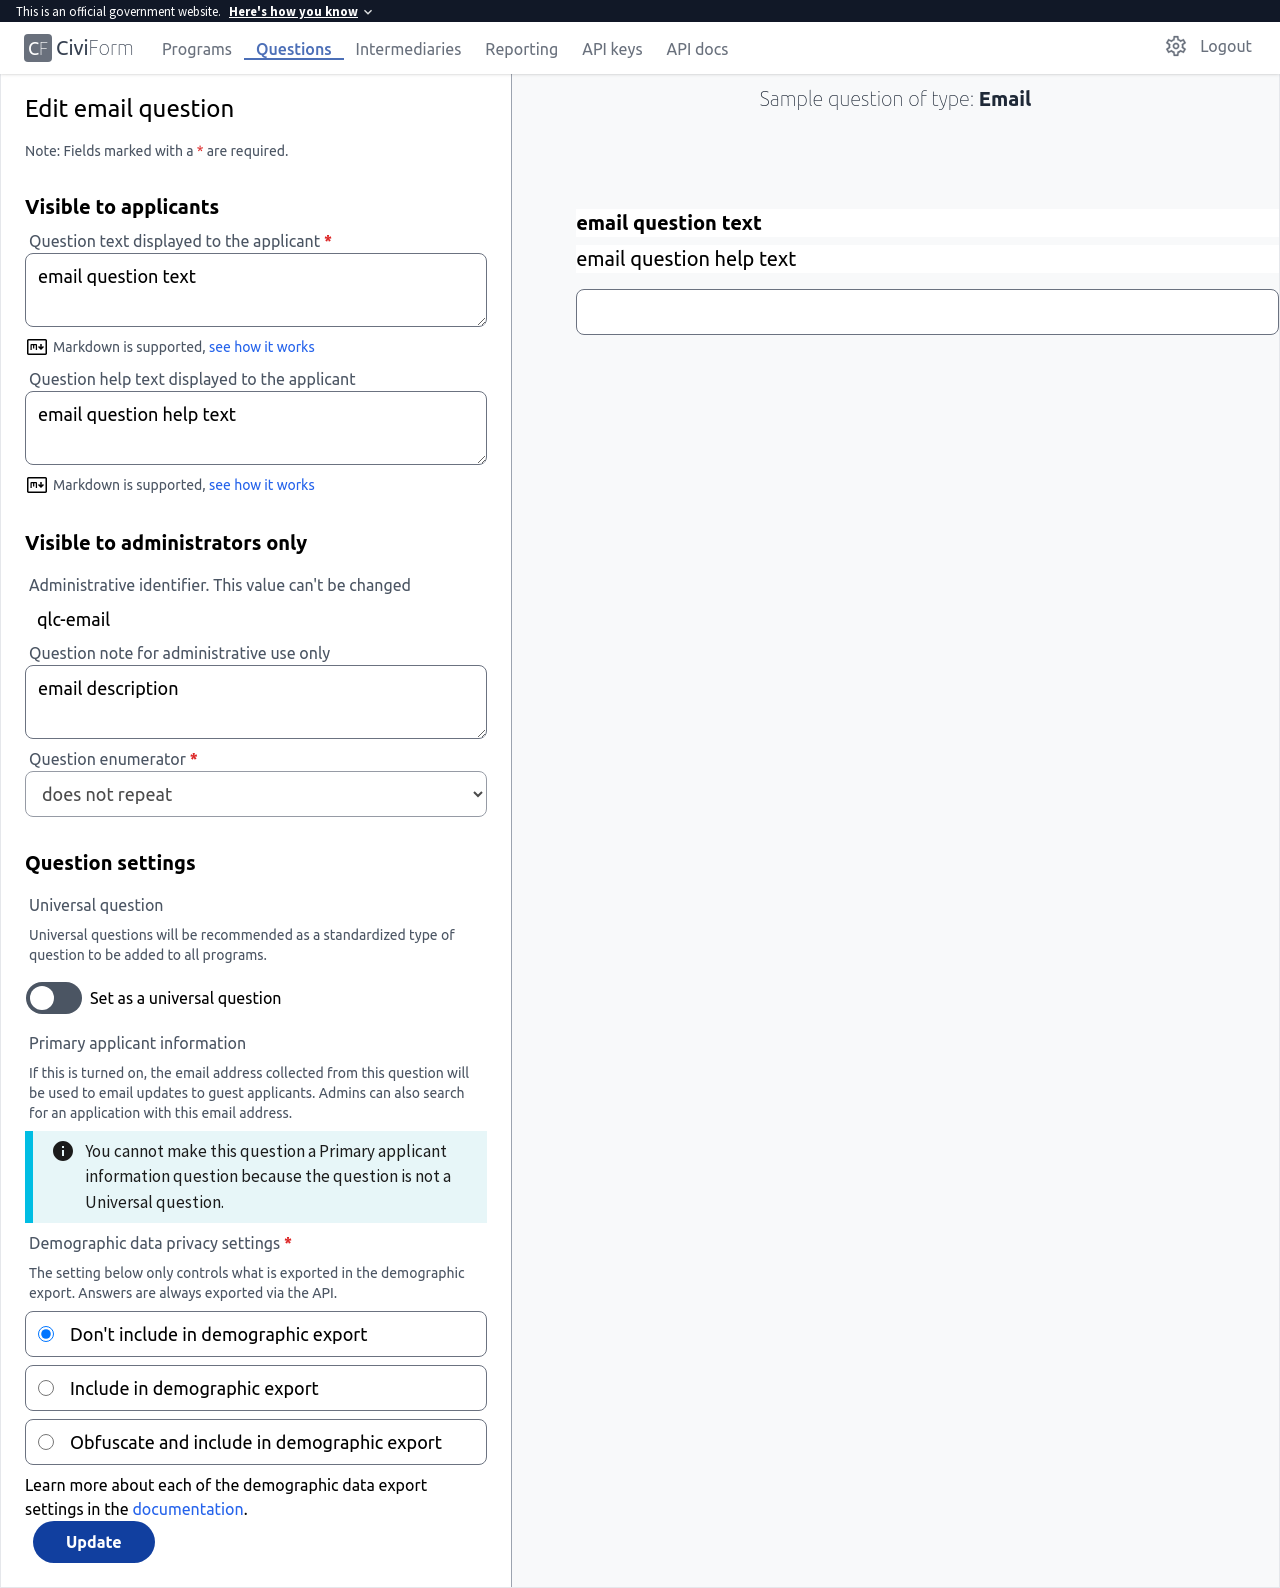 This is an official government website. Here's how you know
CF CiviForm Programs Questions Intermediaries Reporting API keys API docs Logout
Edit email question
Note: Fields marked with a * are required.
Visible to applicants
Question text displayed to the applicant *
email question text
Markdown is supported, see how it works
Question help text displayed to the applicant
email question help text
Markdown is supported, see how it works
Visible to administrators only
Administrative identifier. This value can't be changed
qlc-email
Question note for administrative use only
email description
Question enumerator *
does not repeat
Question settings
Universal question
Universal questions will be recommended as a standardized type of
question to be added to all programs.
Set as a universal question
Primary applicant information
If this is turned on, the email address collected from this question will
be used to email updates to guest applicants. Admins can also search
for an application with this email address.
You cannot make this question a Primary applicant
information question because the question is not a
Universal question.
Demographic data privacy settings *
The setting below only controls what is exported in the demographic
export. Answers are always exported via the API.
Don't include in demographic export
Include in demographic export
Obfuscate and include in demographic export
Learn more about each of the demographic data export
settings in the documentation.
Update
Sample question of type: Email
email question text
email question help text